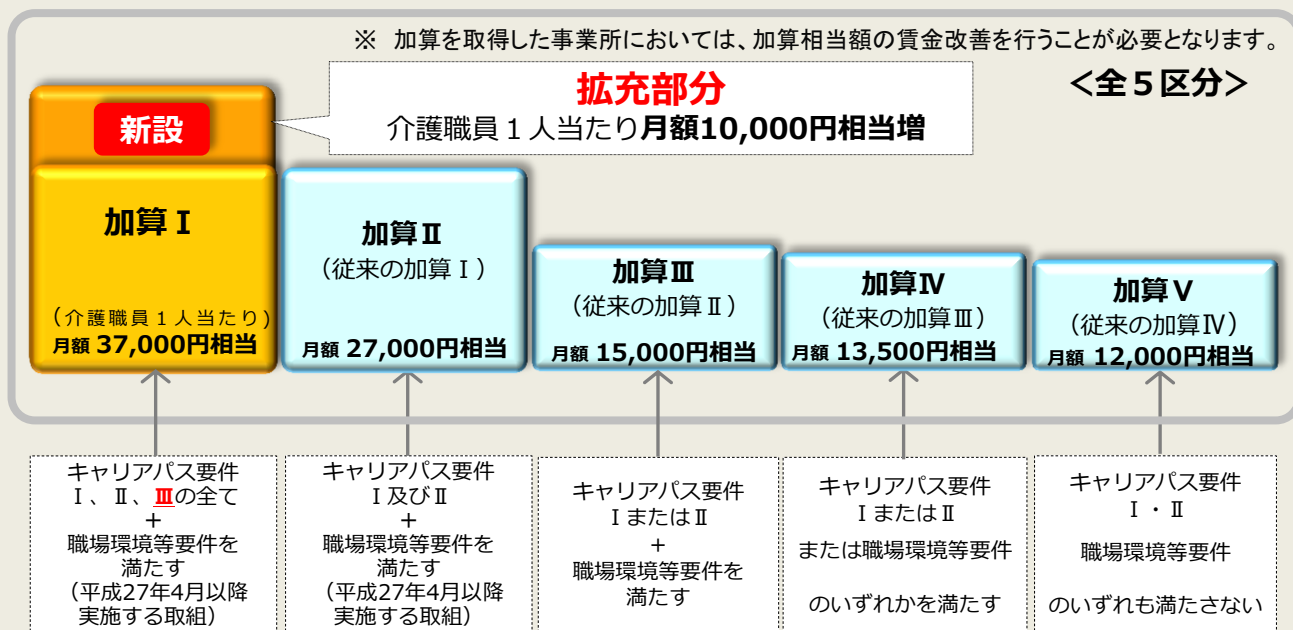 ※ 加算を取得した事業所においては、加算相当額の賃金改善を行うことが必要となります。
<全5区分>
拡充部分
介護職員1人当たり月額10,000円相当増
新設
加算Ⅰ
(介護職員1人当たり)
月額 37,000円相当
加算Ⅱ
(従来の加算Ⅰ)
月額 27,000円相当
加算Ⅲ
(従来の加算Ⅱ)
月額 15,000円相当
加算Ⅳ
(従来の加算Ⅲ)
月額 13,500円相当
加算Ⅴ
(従来の加算Ⅳ)
月額 12,000円相当
キャリアパス要件
Ⅰ、Ⅱ、Ⅲの全て
+
職場環境等要件を
満たす
(平成27年4月以降
実施する取組)
キャリアパス要件
Ⅰ及びⅡ
+
職場環境等要件を
満たす
(平成27年4月以降
実施する取組)
キャリアパス要件
ⅠまたはⅡ
+
職場環境等要件を
満たす
キャリアパス要件
ⅠまたはⅡ
または職場環境等要件
のいずれかを満たす
キャリアパス要件
Ⅰ・Ⅱ
職場環境等要件
のいずれも満たさない